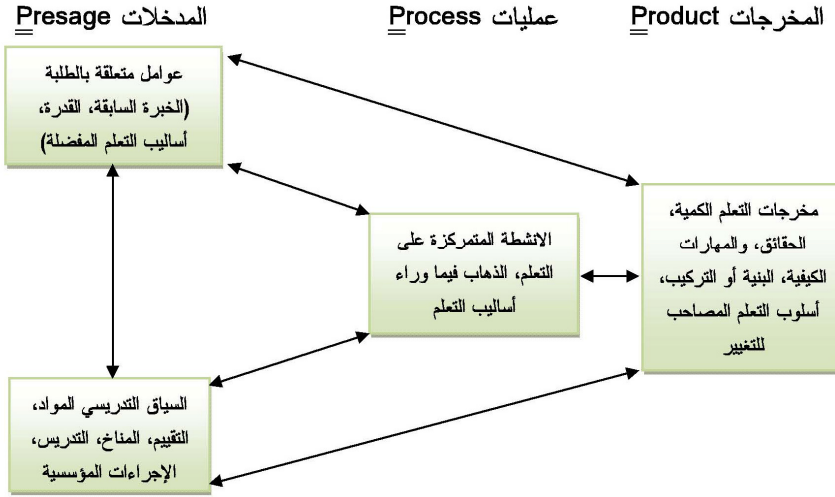 المدخلات Presage
عمليات Process
المخرجات Product
عوامل متعلقة بالطلبة
(الخبرة السابقة، القدرة،
أساليب التعلم المفضلة)
الانشطة المتمركزة على
التعلم، الذهاب فيما وراء
أساليب التعلم
مخرجات التعلم الكمية،
الحقائق، والمهارات
الكيفية، البنية أو التركيب،
أسلوب التعلم المصاحب
للتغيير
السياق التدريسي المواد،
التقييم، المناخ، التدريس،
الإجراءات المؤسسية